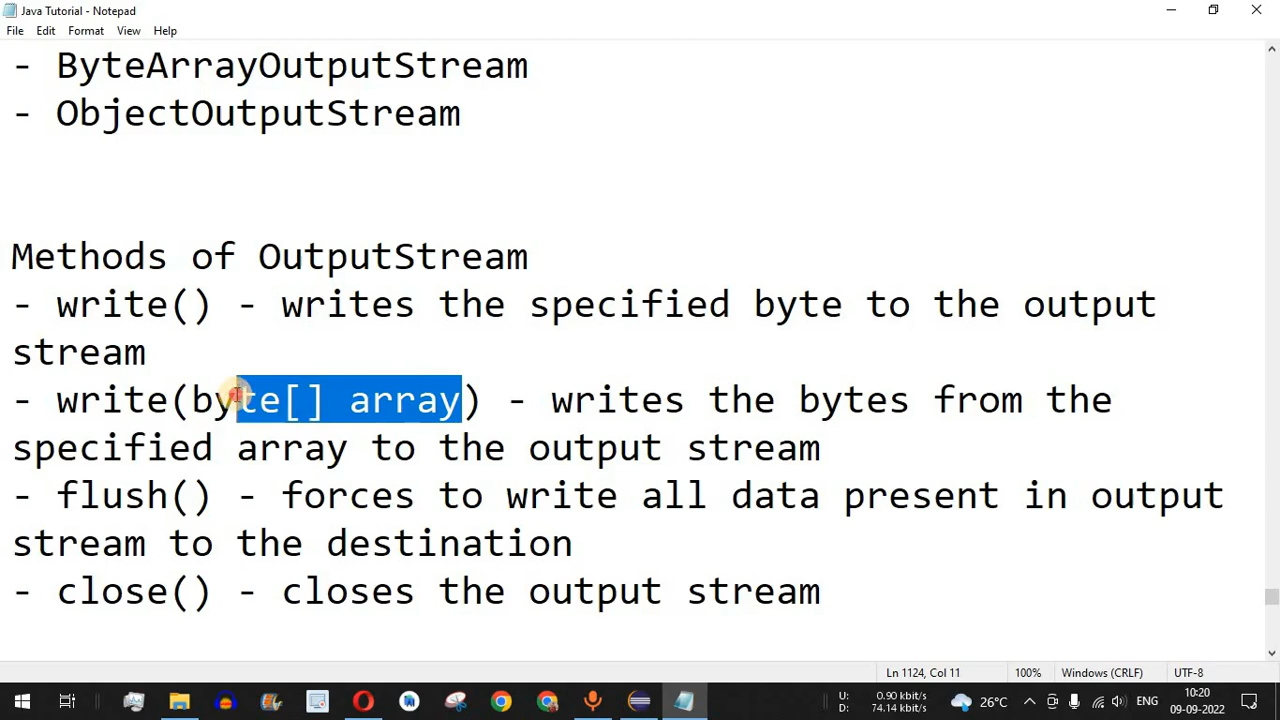 Java Tutorial - Notepad
File Edit Format View Help
- ByteArrayOutputStream
- ObjectOutputStream
Methods of OutputStream
- write() - writes the specified byte to the output
stream
- write(byte[] array) - writes the bytes from the
specified array to the output stream
- flush() - forces to write all data present in output
stream to the destination
- close() - closes the output stream
Ln 1124, Col 11 100% Windows (CRLF) UTF-8
U: 0.90 kbit/s
D: 74.14 kbit/s
26°C
ENG
10:20
09-09-2022